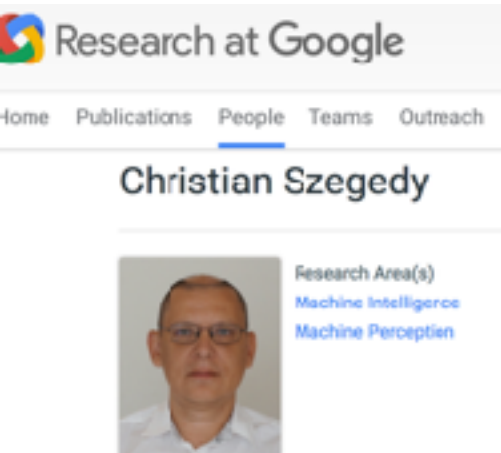 Research at Google
Home Publications People Teams Outreach
Christian Szegedy
Research Area(s)
Machine Intelligence
Machine Perception